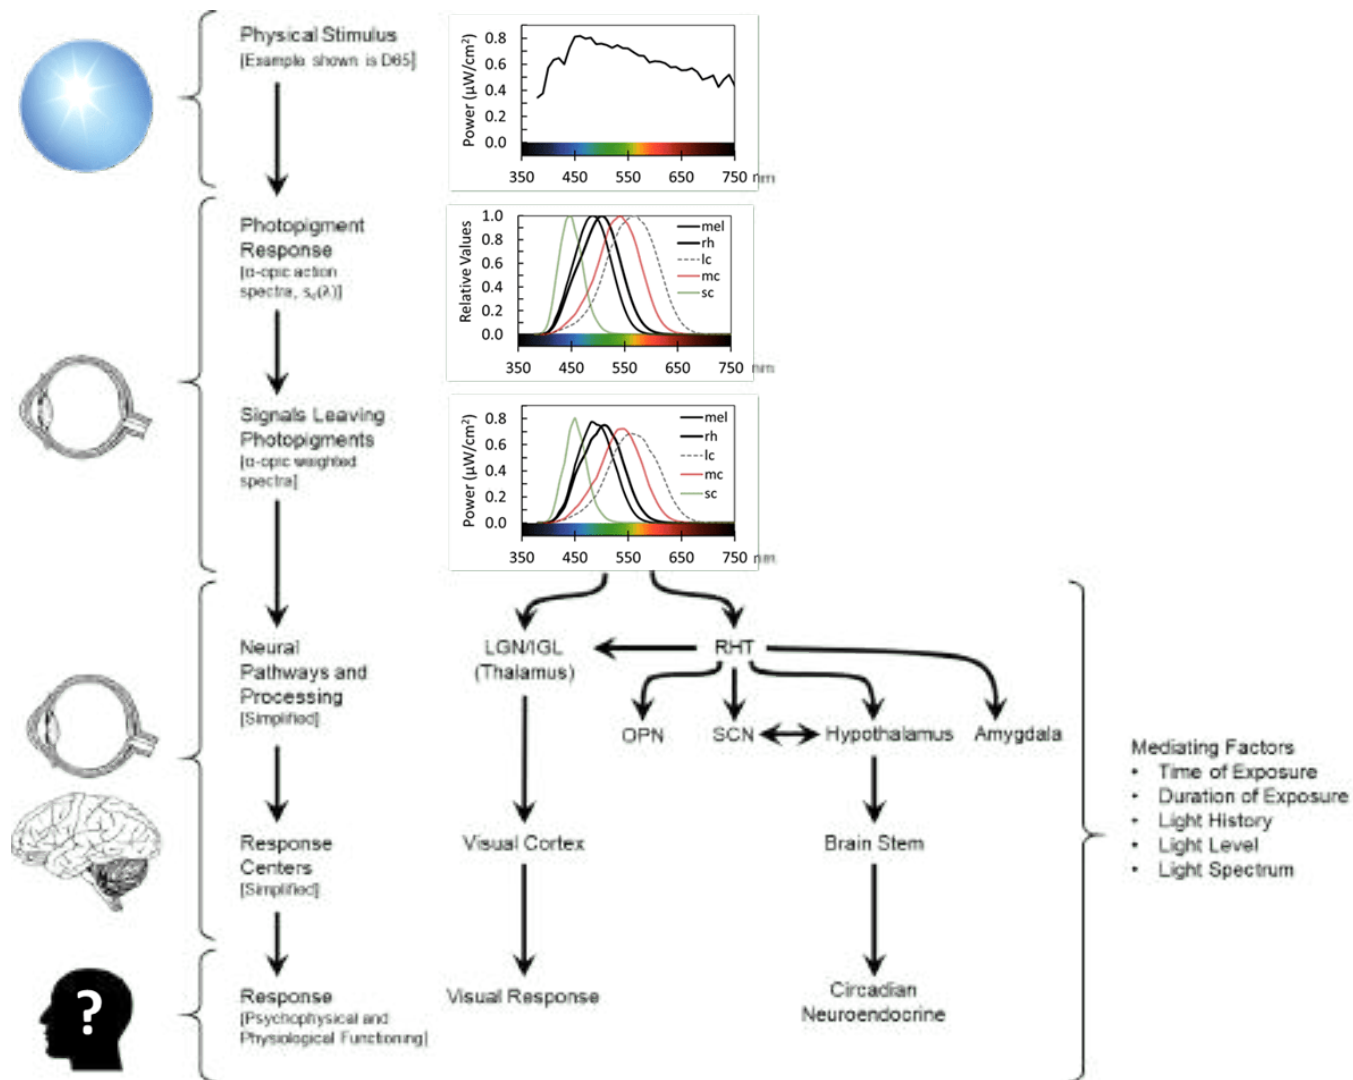 Physical Stimulus
[Example shown is D65]
Power (µW/cm²)
0.8
0.6
0.4
0.2
0.0
350 450 550 650 750 nm
Photopigment
Response
[α-opic action
spectra, sα(λ)]
Relative Values
1.0
0.8
0.6
0.4
0.2
0.0
mel
rh
lc
mc
sc
350 450 550 650 750 nm
Signals Leaving
Photopigments
[α-opic weighted
spectra]
Power (µW/cm²)
0.8
0.6
0.4
0.2
0.0
mel
rh
lc
mc
sc
350 450 550 650 750 nm
Neural
Pathways and
Processing
[Simplified]
LGN/IGL
(Thalamus)
RHT
OPN SCN Hypothalamus Amygdala
Response
Centers
[Simplified]
Visual Cortex
Brain Stem
Response
[Psychophysical and
Physiological Functioning]
Visual Response
Circadian
Neuroendocrine
?
Mediating Factors
• Time of Exposure
• Duration of Exposure
• Light History
• Light Level
• Light Spectrum